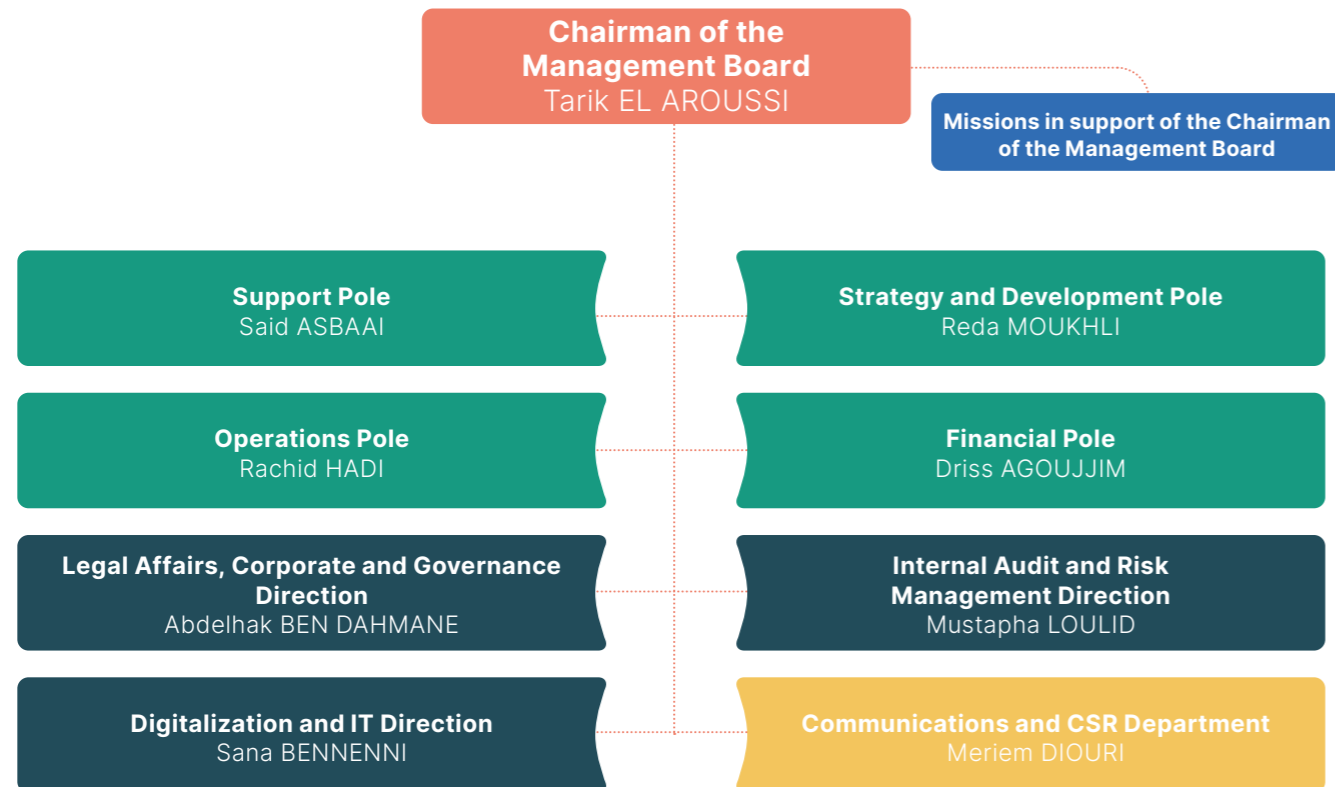 Chairman of the
Management Board
Tarik EL AROUSSI
Missions in support of the Chairman
of the Management Board
Support Pole
Said ASBAAI
Strategy and Development Pole
Reda MOUKHLI
Operations Pole
Rachid HADI
Financial Pole
Driss AGOUJJIM
Legal Affairs, Corporate and Governance
Direction
Abdelhak BEN DAHMANE
Internal Audit and Risk
Management Direction
Mustapha LOULID
Digitalization and IT Direction
Sana BENNENNI
Communications and CSR Department
Meriem DIOURI